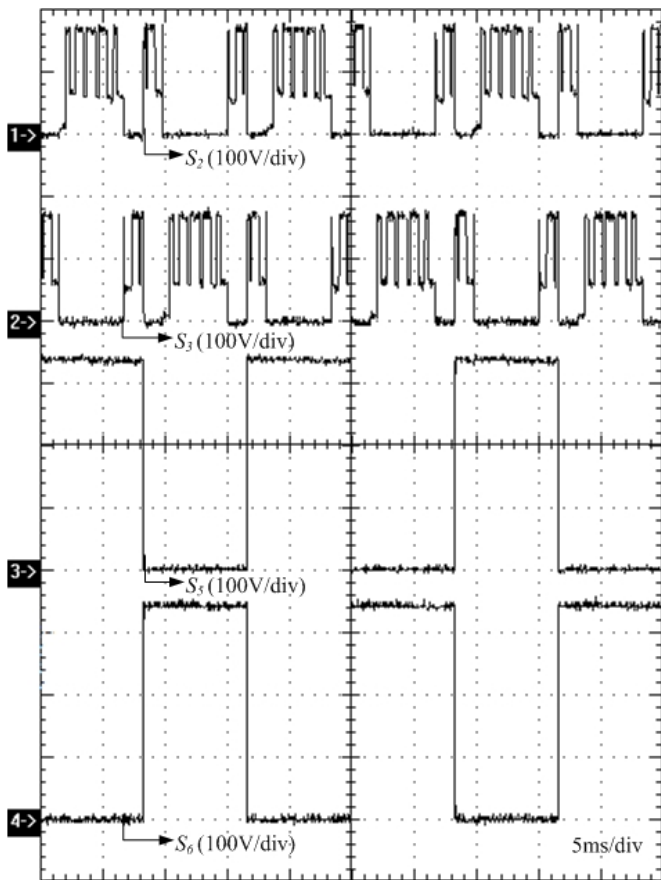 1->
S₂ (100V/div)
2->
S₃ (100V/div)
3->
S₅ (100V/div)
4->
S₆ (100V/div)
5ms/div